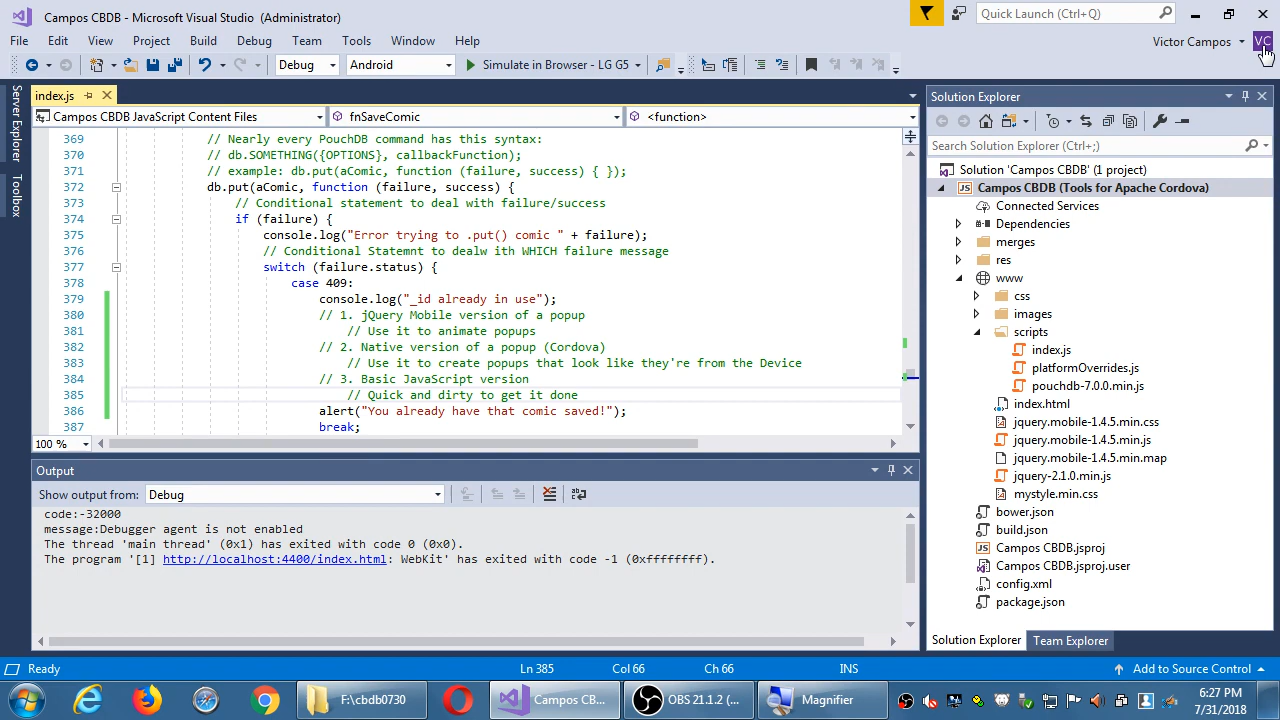 Campos CBDB - Microsoft Visual Studio (Administrator)
Quick Launch (Ctrl+Q)
File Edit View Project Build Debug Team Tools Window Help
Victor Campos VC
Debug Android Simulate in Browser - LG G5
Server Explorer
Toolbox
index.js
Campos CBDB JavaScript Content Files fnSaveComic <function>
369 // Nearly every PouchDB command has this syntax:
370 // db.SOMETHING({OPTIONS}, callbackFunction);
371 // example: db.put(aComic, function (failure, success) { });
372 db.put(aComic, function (failure, success) {
373 // Conditional statement to deal with failure/success
374 if (failure) {
375 console.log("Error trying to .put() comic " + failure);
376 // Conditional Statemnt to dealw ith WHICH failure message
377 switch (failure.status) {
378 case 409:
379 console.log("_id already in use");
380 // 1. jQuery Mobile version of a popup
381 // Use it to animate popups
382 // 2. Native version of a popup (Cordova)
383 // Use it to create popups that look like they're from the Device
384 // 3. Basic JavaScript version
385 // Quick and dirty to get it done
386 alert("You already have that comic saved!");
387 break;
100 %
Output
Show output from: Debug
code:-32000
message:Debugger agent is not enabled
The thread 'main thread' (0x1) has exited with code 0 (0x0).
The program '[1] http://localhost:4400/index.html: WebKit' has exited with code -1 (0xffffffff).
Solution Explorer
Search Solution Explorer (Ctrl+;)
Solution 'Campos CBDB' (1 project)
JS Campos CBDB (Tools for Apache Cordova)
Connected Services
Dependencies
merges
res
www
css
images
scripts
index.js
platformOverrides.js
pouchdb-7.0.0.min.js
index.html
jquery.mobile-1.4.5.min.css
jquery.mobile-1.4.5.min.js
jquery.mobile-1.4.5.min.map
jquery-2.1.0.min.js
mystyle.min.css
bower.json
build.json
JS Campos CBDB.jsproj
Campos CBDB.jsproj.user
config.xml
package.json
Solution Explorer Team Explorer
Ready Ln 385 Col 66 Ch 66 INS Add to Source Control
F:\cbdb0730 Campos CB... OBS 21.1.2 (... Magnifier
6:27 PM
7/31/2018